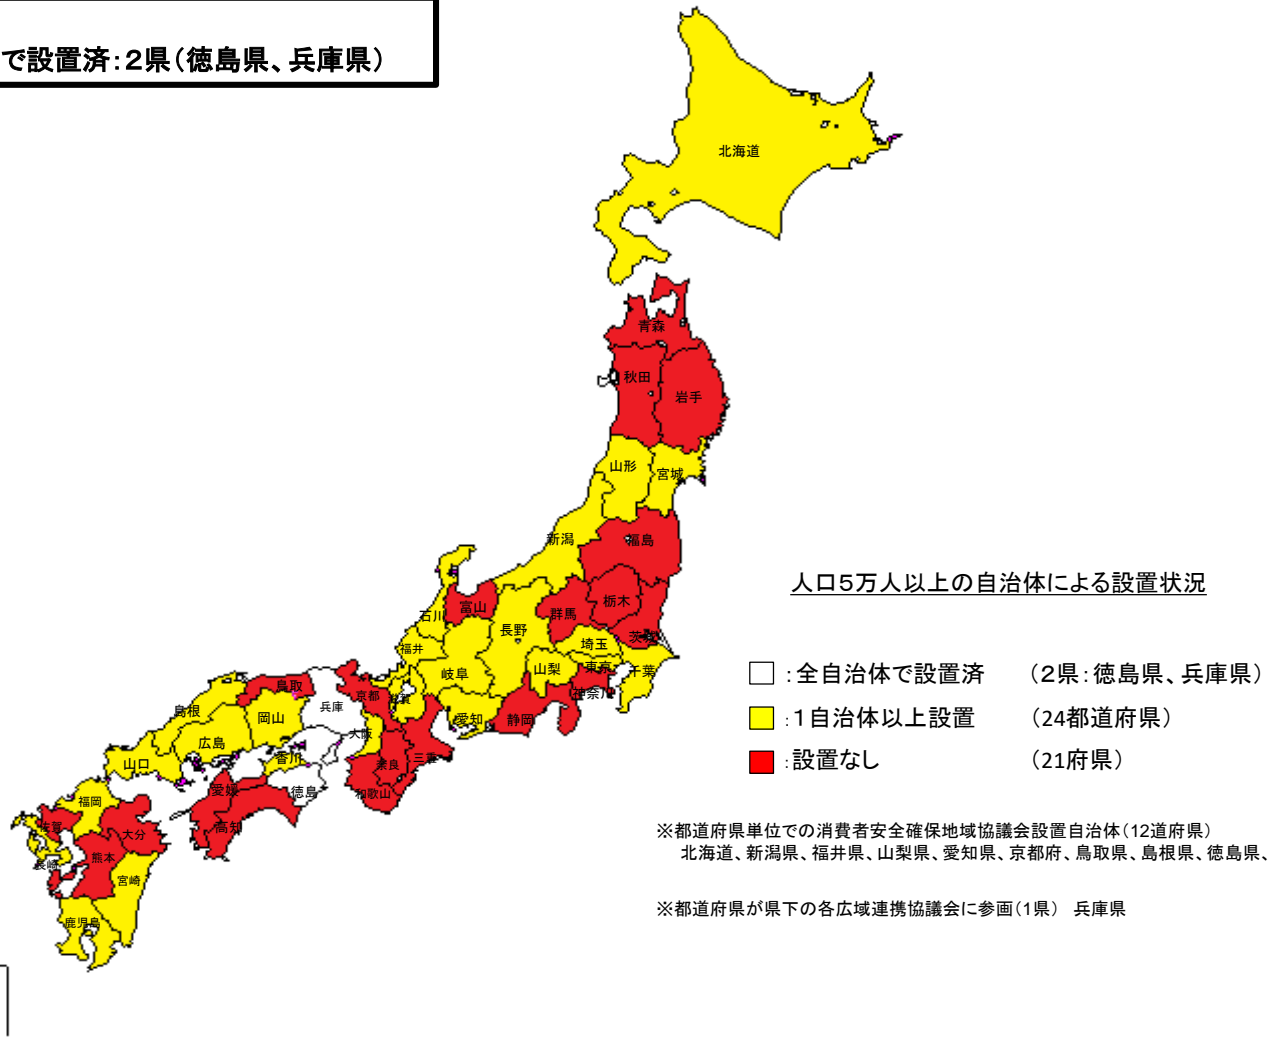 で設置済：２県（徳島県、兵庫県）
北海道
青森
秋田
岩手
山形
宮城
新潟
福島
富山
石川
群馬
栃木
茨城
長野
福井
埼玉
岐阜
山梨
東京
千葉
神奈川
鳥取
京都
滋賀
兵庫
島根
岡山
愛知
静岡
大阪
広島
香川
三重
奈良
山口
愛媛
徳島
和歌山
福岡
佐賀
大分
高知
長崎
熊本
宮崎
鹿児島
人口５万人以上の自治体による設置状況
：全自治体で設置済　（２県：徳島県、兵庫県）
：１自治体以上設置　（24都道府県）
：設置なし　（21府県）
※都道府県単位での消費者安全確保地域協議会設置自治体（12道府県）
北海道、新潟県、福井県、山梨県、愛知県、京都府、鳥取県、島根県、徳島県、
※都道府県が県下の各広域連携協議会に参画（1県）　兵庫県